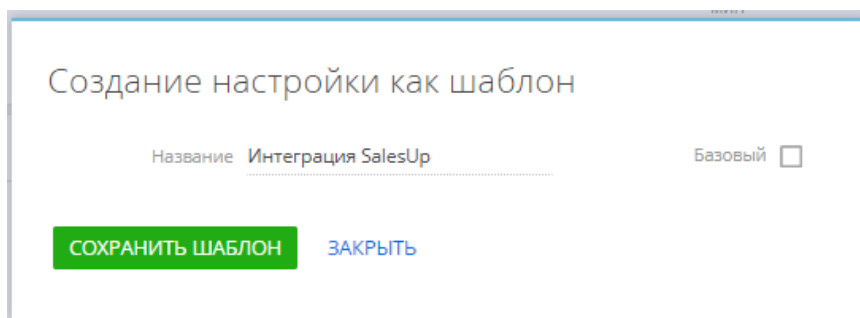 Создание настройки как шаблон
Название Интеграция SalesUp Базовый
СОХРАНИТЬ ШАБЛОН ЗАКРЫТЬ